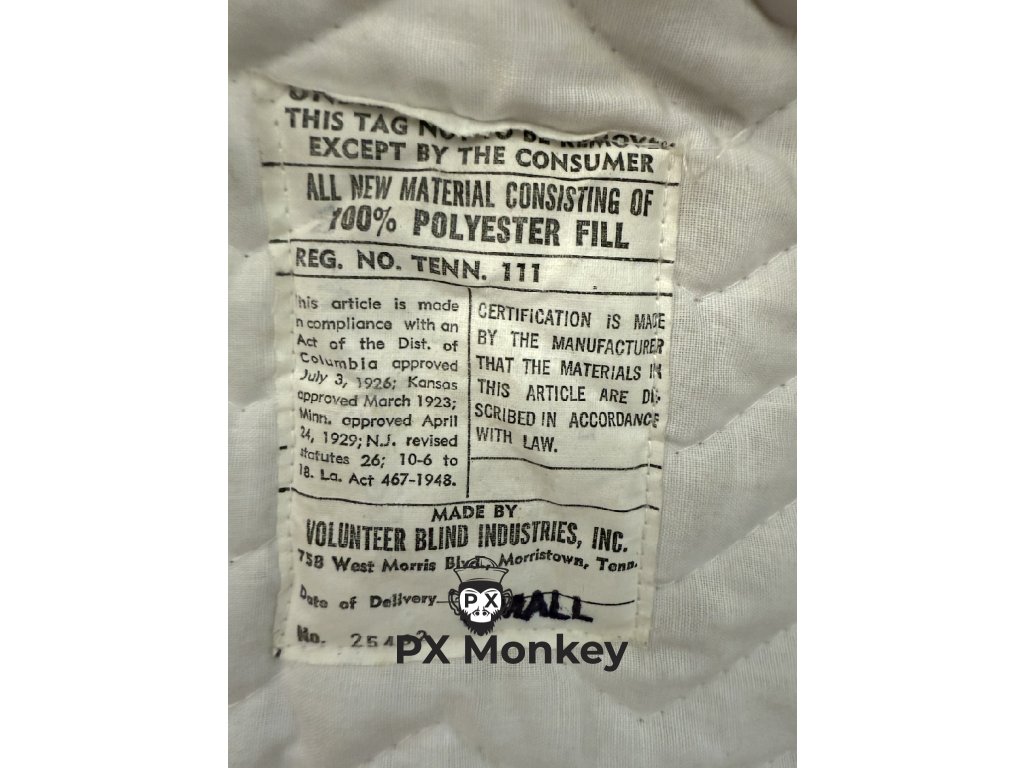 THIS TAG NOT TO BE REMOVED
EXCEPT BY THE CONSUMER
ALL NEW MATERIAL CONSISTING OF
100% POLYESTER FILL
REG. NO. TENN. 111
his article is made
n compliance with an
Act of the Dist. of
Columbia approved
July 3, 1926; Kansas
approved March 1923;
Minn. approved April
24, 1929; N.J. revised
statutes 26; 10-6 to
18. La. Act 467-1948.
CERTIFICATION IS MADE
BY THE MANUFACTURER
THAT THE MATERIALS IN
THIS ARTICLE ARE DE-
SCRIBED IN ACCORDANCE
WITH LAW.
MADE BY
VOLUNTEER BLIND INDUSTRIES, INC.
758 West Morris Blvd., Morristown, Tenn.
Date of Delivery
No.
PX
PX Monkey